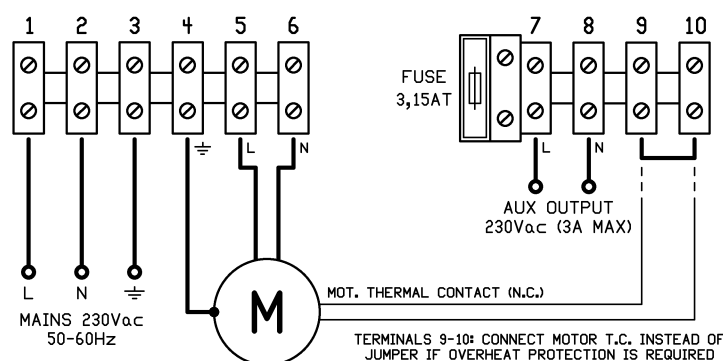 1 2 3 4 5 6 7 8 9 10
FUSE
3,15AT
L N L N
AUX OUTPUT
230Vac (3A MAX)
L N
MAINS 230Vac
50-60Hz
M
MOT. THERMAL CONTACT (N.C.)
TERMINALS 9-10: CONNECT MOTOR T.C. INSTEAD OF
JUMPER IF OVERHEAT PROTECTION IS REQUIRED